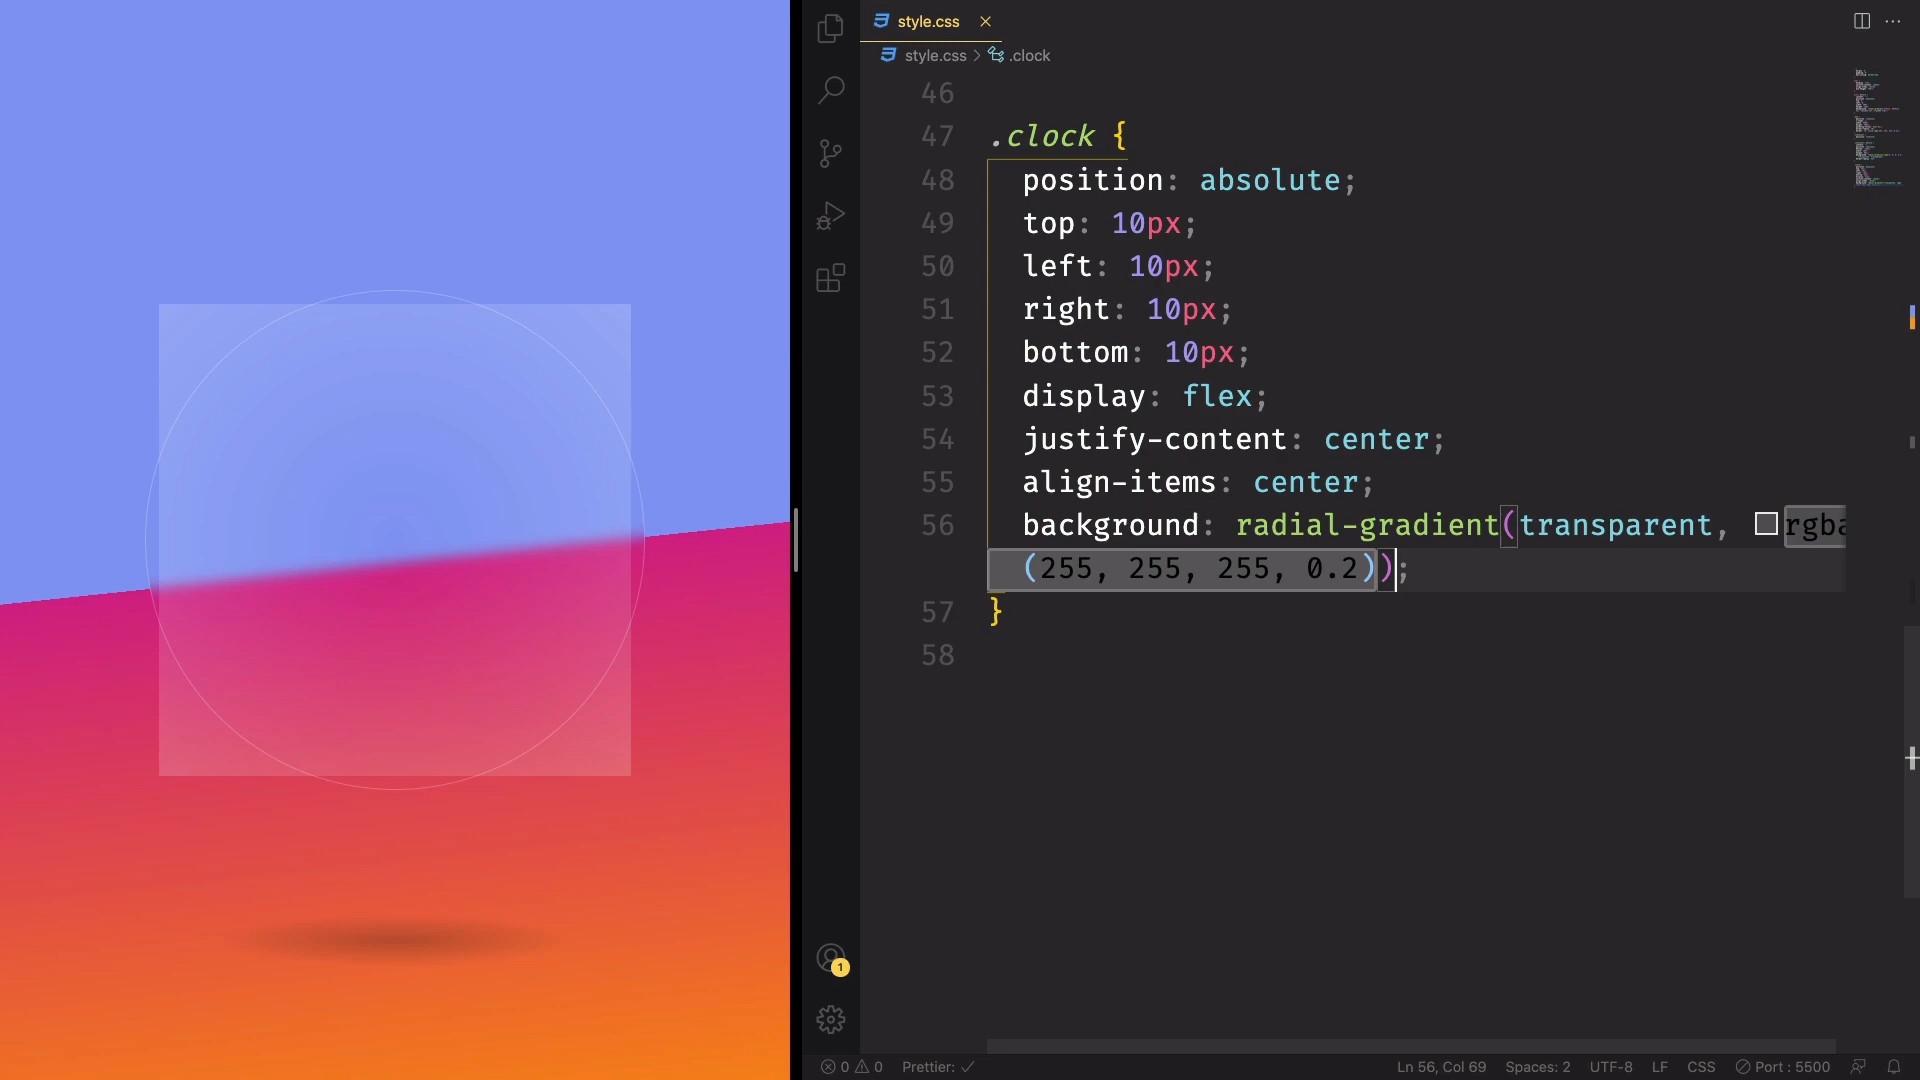 style.css
style.css > .clock
46
47 .clock {
48 position: absolute;
49 top: 10px;
50 left: 10px;
51 right: 10px;
52 bottom: 10px;
53 display: flex;
54 justify-content: center;
55 align-items: center;
56 background: radial-gradient(transparent, rgba
(255, 255, 255, 0.2));
57 }
58
1
0 0 Prettier: ✓ Ln 56, Col 69 Spaces: 2 UTF-8 LF CSS Port : 5500